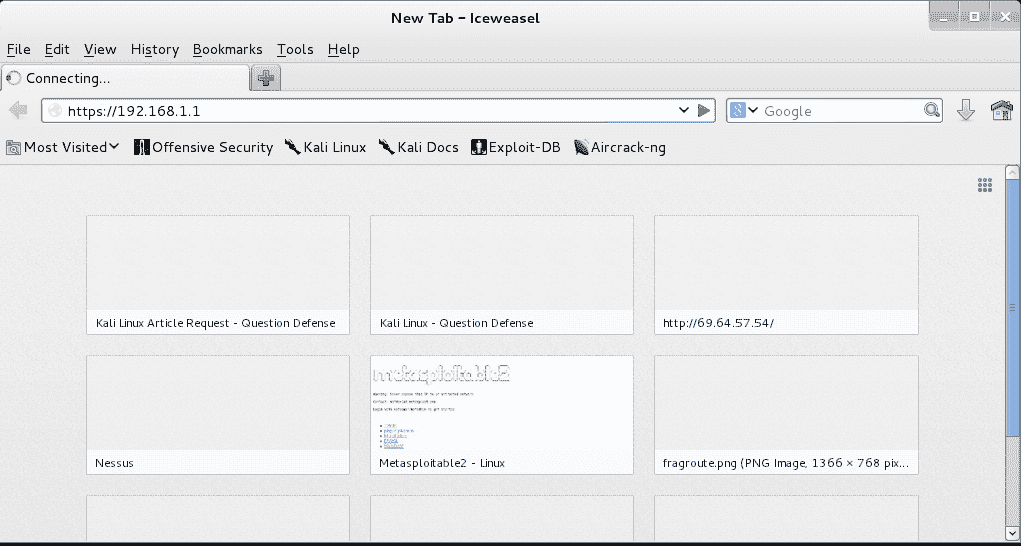 New Tab - Iceweasel
File Edit View History Bookmarks Tools Help
Connecting...
https://192.168.1.1
Google
Most Visited Offensive Security Kali Linux Kali Docs Exploit-DB Aircrack-ng
Kali Linux Article Request - Question Defense
Kali Linux - Question Defense
http://69.64.57.54/
metasploitable2
Nessus
Metasploitable2 - Linux
fragroute.png (PNG Image, 1366 × 768 pix...